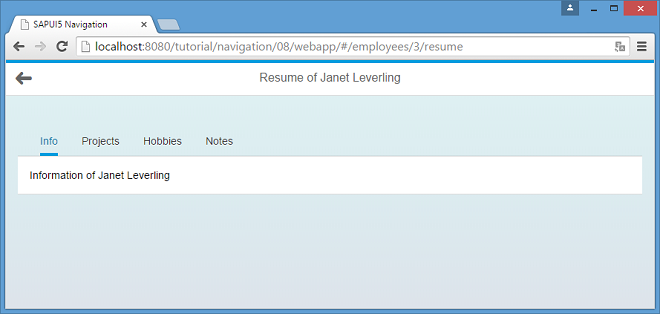 SAPUI5 Navigation
localhost:8080/tutorial/navigation/08/webapp/#/employees/3/resume
Resume of Janet Leverling
Info Projects Hobbies Notes
Information of Janet Leverling